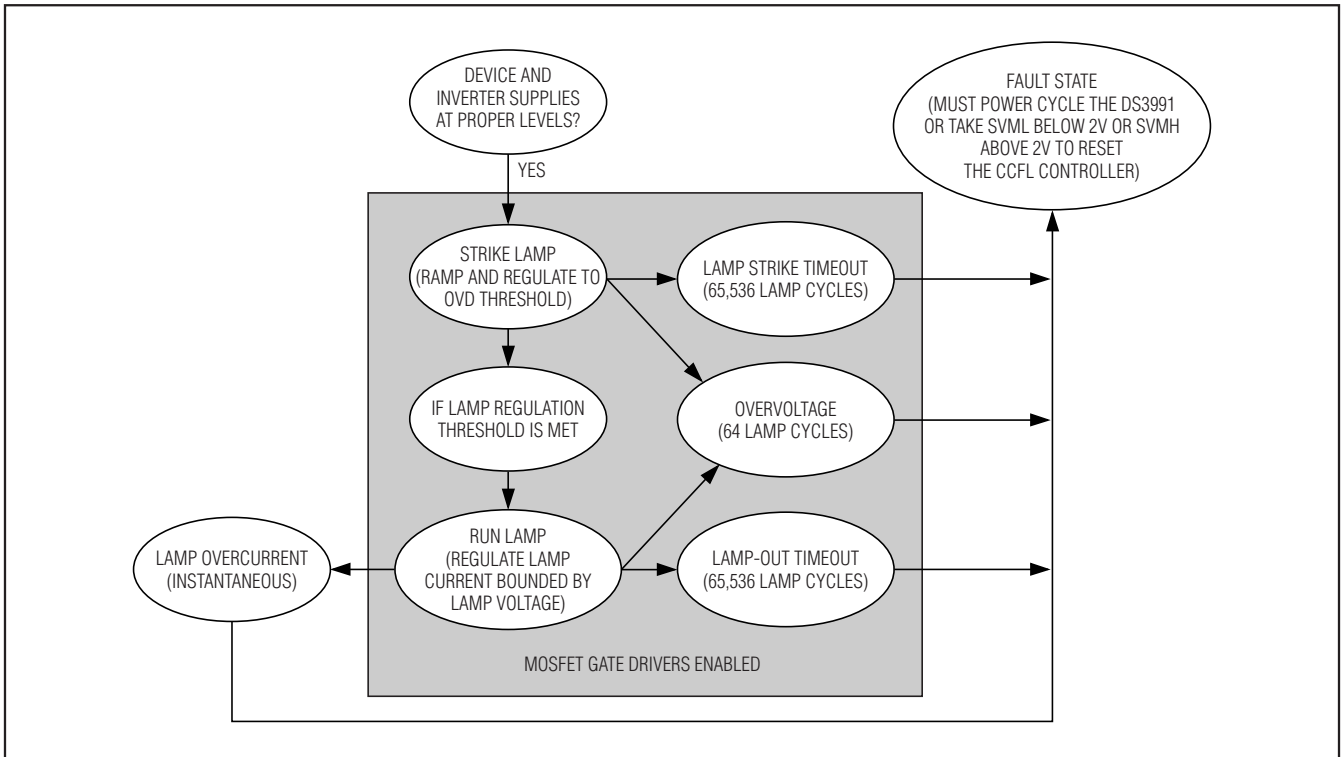 DEVICE AND
INVERTER SUPPLIES
AT PROPER LEVELS?
YES
FAULT STATE
(MUST POWER CYCLE THE DS3991
OR TAKE SVML BELOW 2V OR SVMH
ABOVE 2V TO RESET
THE CCFL CONTROLLER)
STRIKE LAMP
(RAMP AND REGULATE TO
OVD THRESHOLD)
LAMP STRIKE TIMEOUT
(65,536 LAMP CYCLES)
IF LAMP REGULATION
THRESHOLD IS MET
OVERVOLTAGE
(64 LAMP CYCLES)
LAMP OVERCURRENT
(INSTANTANEOUS)
RUN LAMP
(REGULATE LAMP
CURRENT BOUNDED BY
LAMP VOLTAGE)
LAMP-OUT TIMEOUT
(65,536 LAMP CYCLES)
MOSFET GATE DRIVERS ENABLED